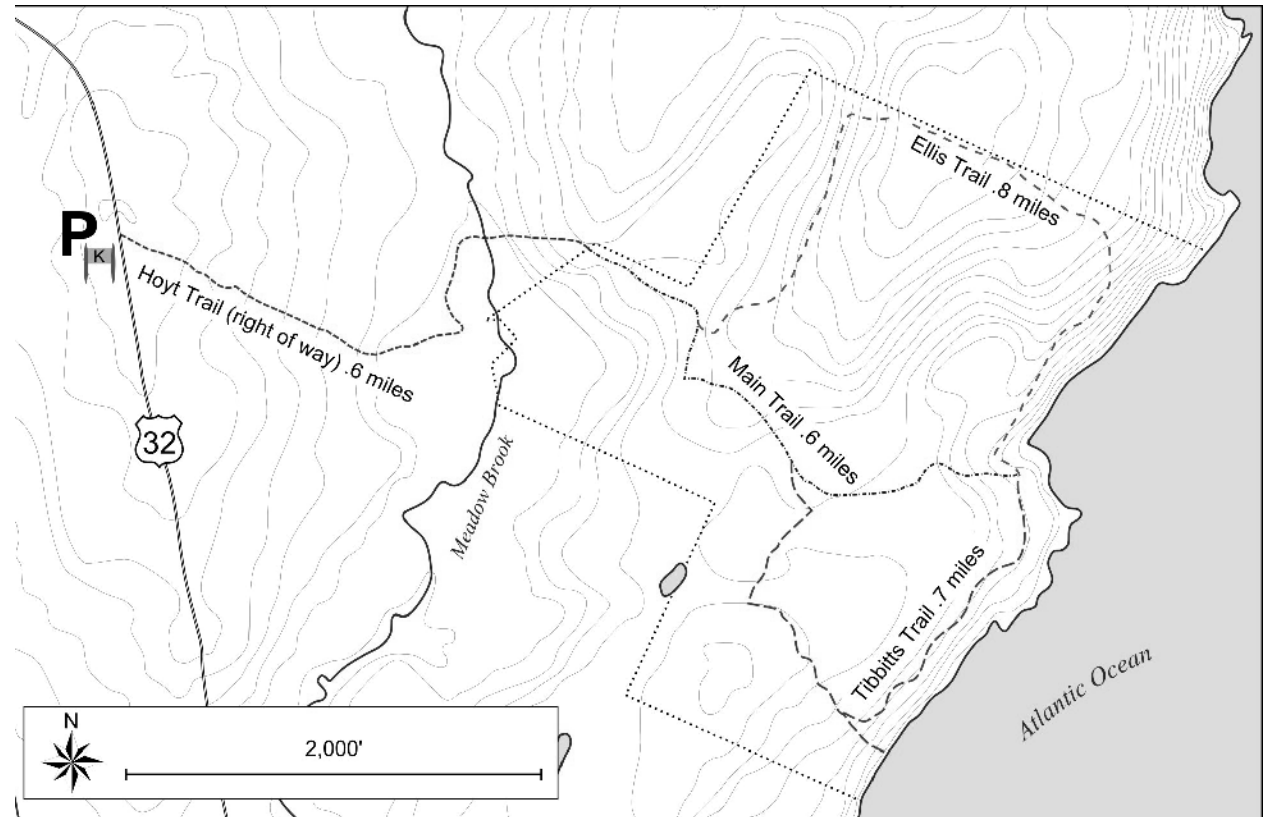 P
K
Hoyt Trail (right of way) .6 miles
32
Meadow Brook
Ellis Trail .8 miles
Main Trail .6 miles
Tibbitts Trail .7 miles
Atlantic Ocean
N
2,000'